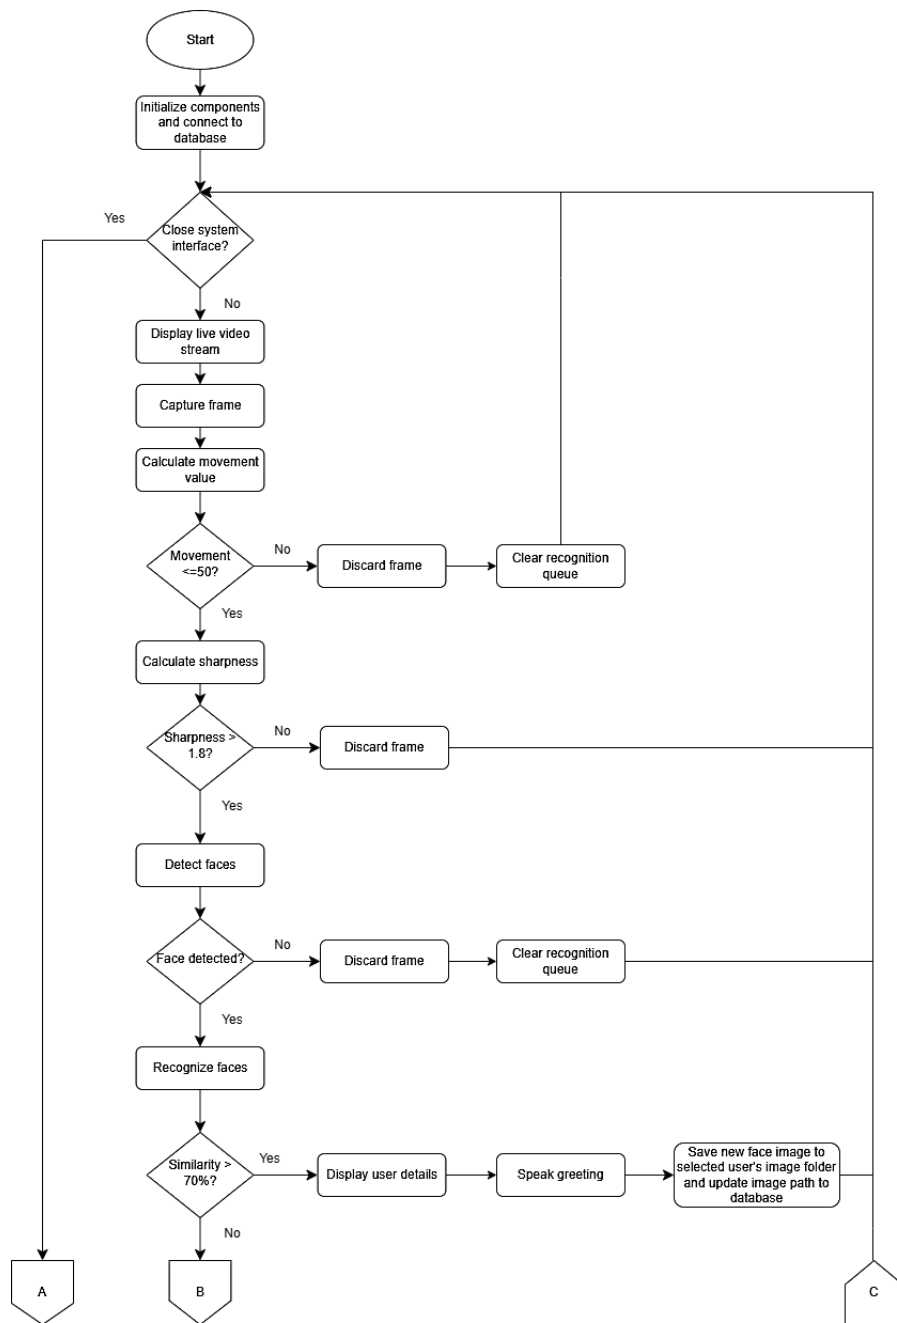 Start
Initialize components
and connect to
database
Yes
Close system
interface?
No
Display live video
stream
Capture frame
Calculate movement
value
Movement
<=50?
No
Discard frame
Clear recognition
queue
Yes
Calculate sharpness
Sharpness >
1.8?
No
Discard frame
Yes
Detect faces
Face detected?
No
Discard frame
Clear recognition
queue
Yes
Recognize faces
Similarity >
70%?
Yes
Display user details
Speak greeting
Save new face image to
selected user's image folder
and update image path to
database
No
A
B
C